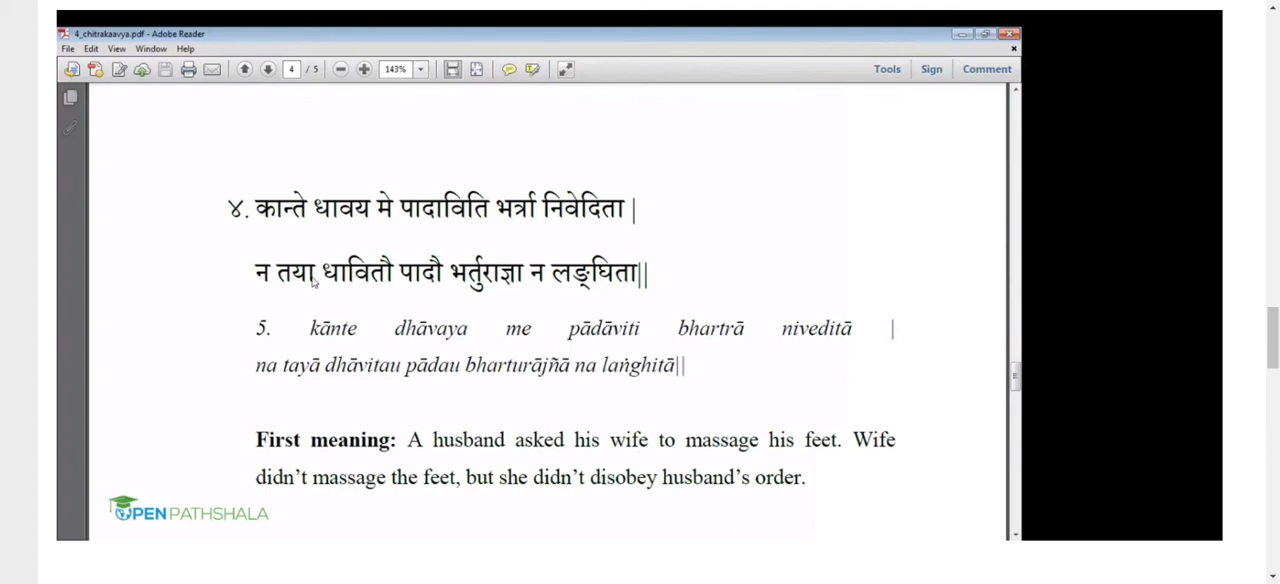 4_chitrakaavya.pdf - Adobe Reader
File Edit View Window Help
4 / 5 143% Tools Sign Comment
४. कान्ते धावय मे पादाविति भर्त्रा निवेदिता |
न तया धावितौ पादौ भर्तुराज्ञा न लङ्घिता||
5. kānte dhāvaya me pādāviti bhartrā niveditā |
na tayā dhāvitau pādau bharturājñā na laṅghitā||
First meaning: A husband asked his wife to massage his feet. Wife
didn't massage the feet, but she didn't disobey husband's order.
OPENPATHSHALA